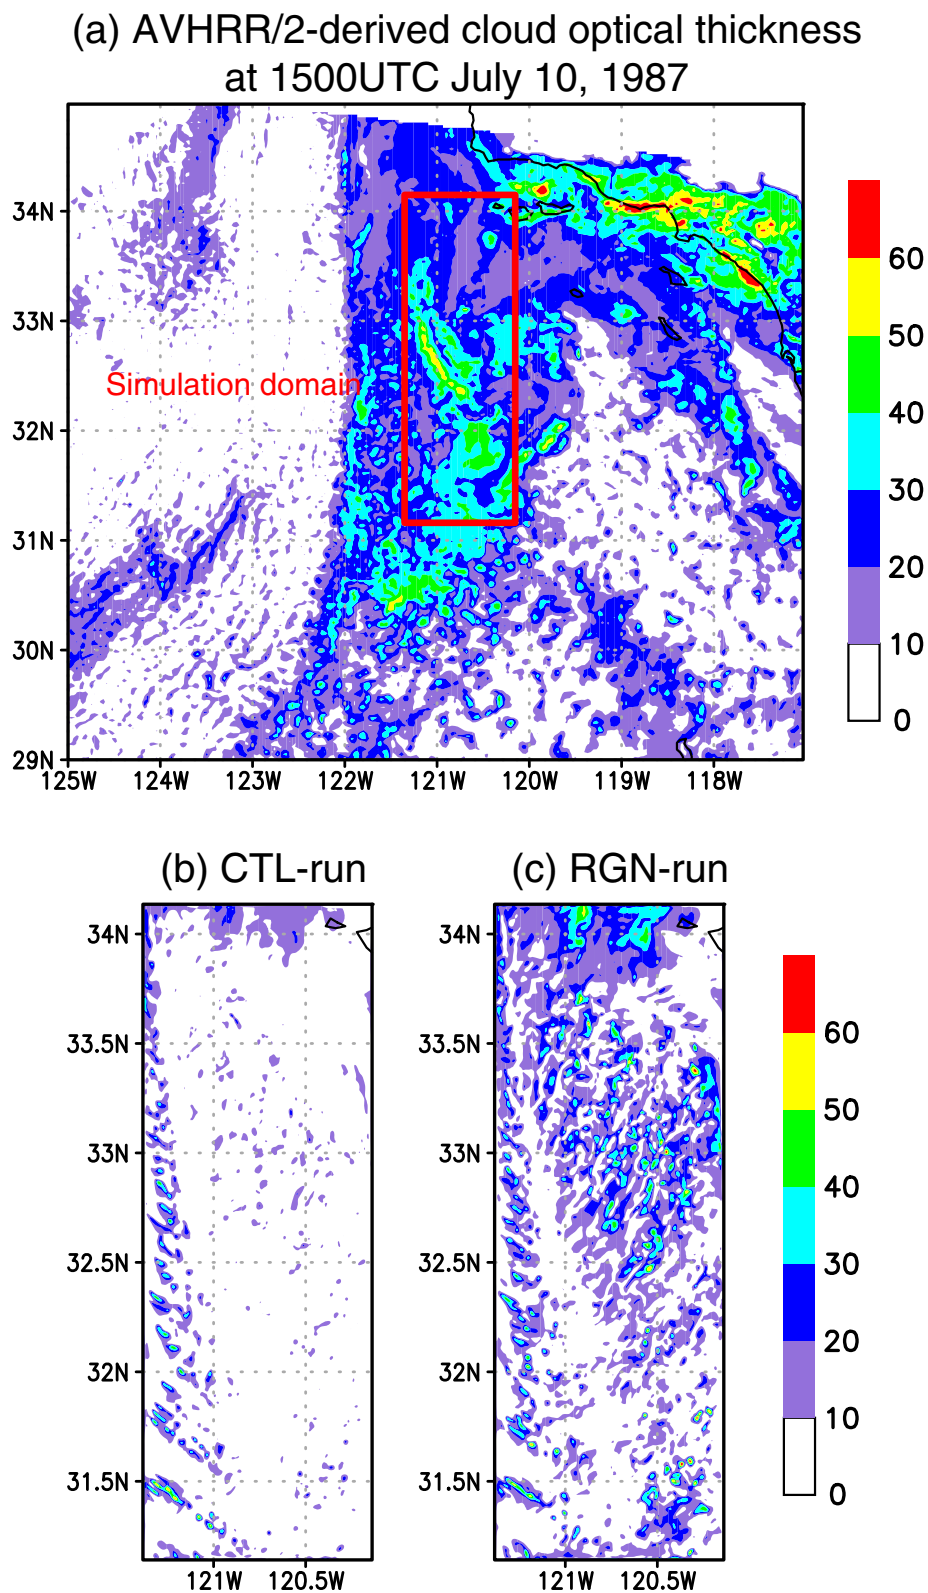 (a) AVHRR/2-derived cloud optical thickness
at 1500UTC July 10, 1987
34N
33N
32N
31N
30N
29N
Simulation domain
125W 124W 123W 122W 121W 120W 119W 118W
60
50
40
30
20
10
0
(b) CTL-run
34N
33.5N
33N
32.5N
32N
31.5N
121W 120.5W
(c) RGN-run
34N
33.5N
33N
32.5N
32N
31.5N
121W 120.5W
60
50
40
30
20
10
0